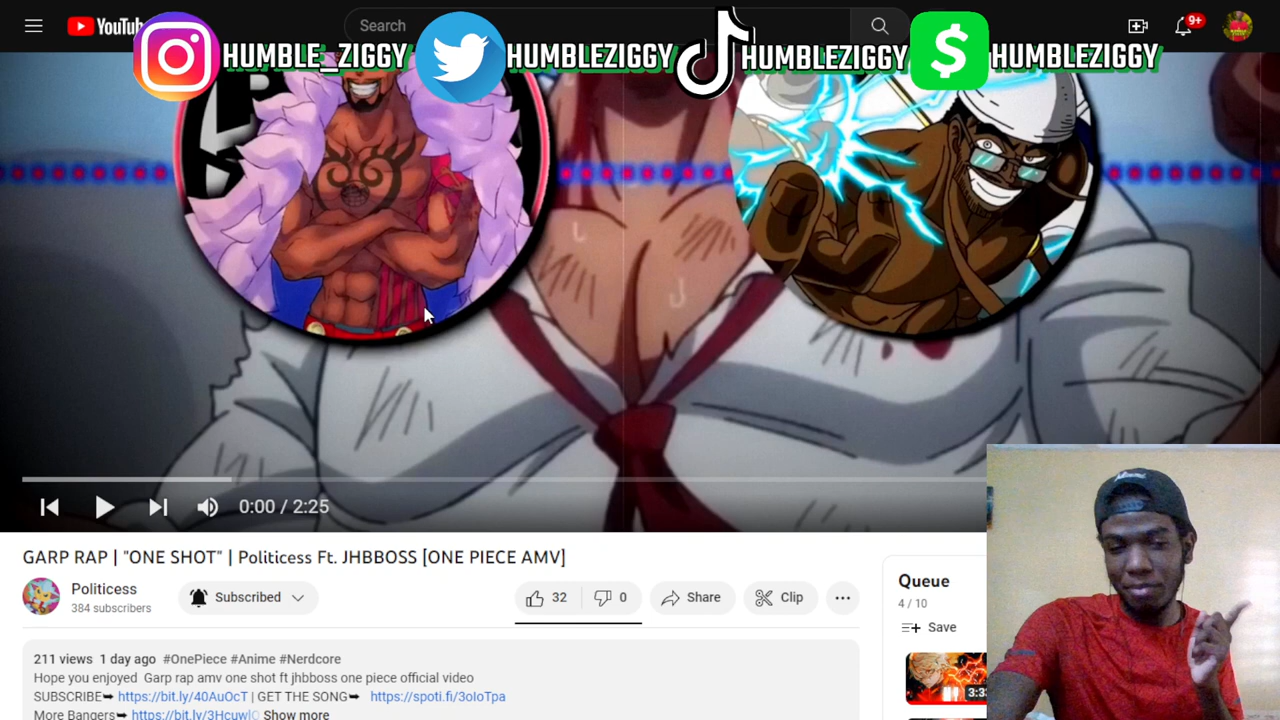 YouTube
Search
9+
HUMBLE_ZIGGY
HUMBLEZIGGY
HUMBLEZIGGY
HUMBLEZIGGY
0:00 / 2:25
GARP RAP | "ONE SHOT" | Politicess Ft. JHBBOSS [ONE PIECE AMV]
Politicess
384 subscribers
Subscribed
32
0
Share
Clip
Queue
4 / 10
Save
211 views 1 day ago #OnePiece #Anime #Nerdcore
Hope you enjoyed Garp rap amv one shot ft jhbboss one piece official video
SUBSCRIBE➥ https://bit.ly/40AuOcT | GET THE SONG➥ https://spoti.fi/3oIoTpa
More Bangers➥ Show more